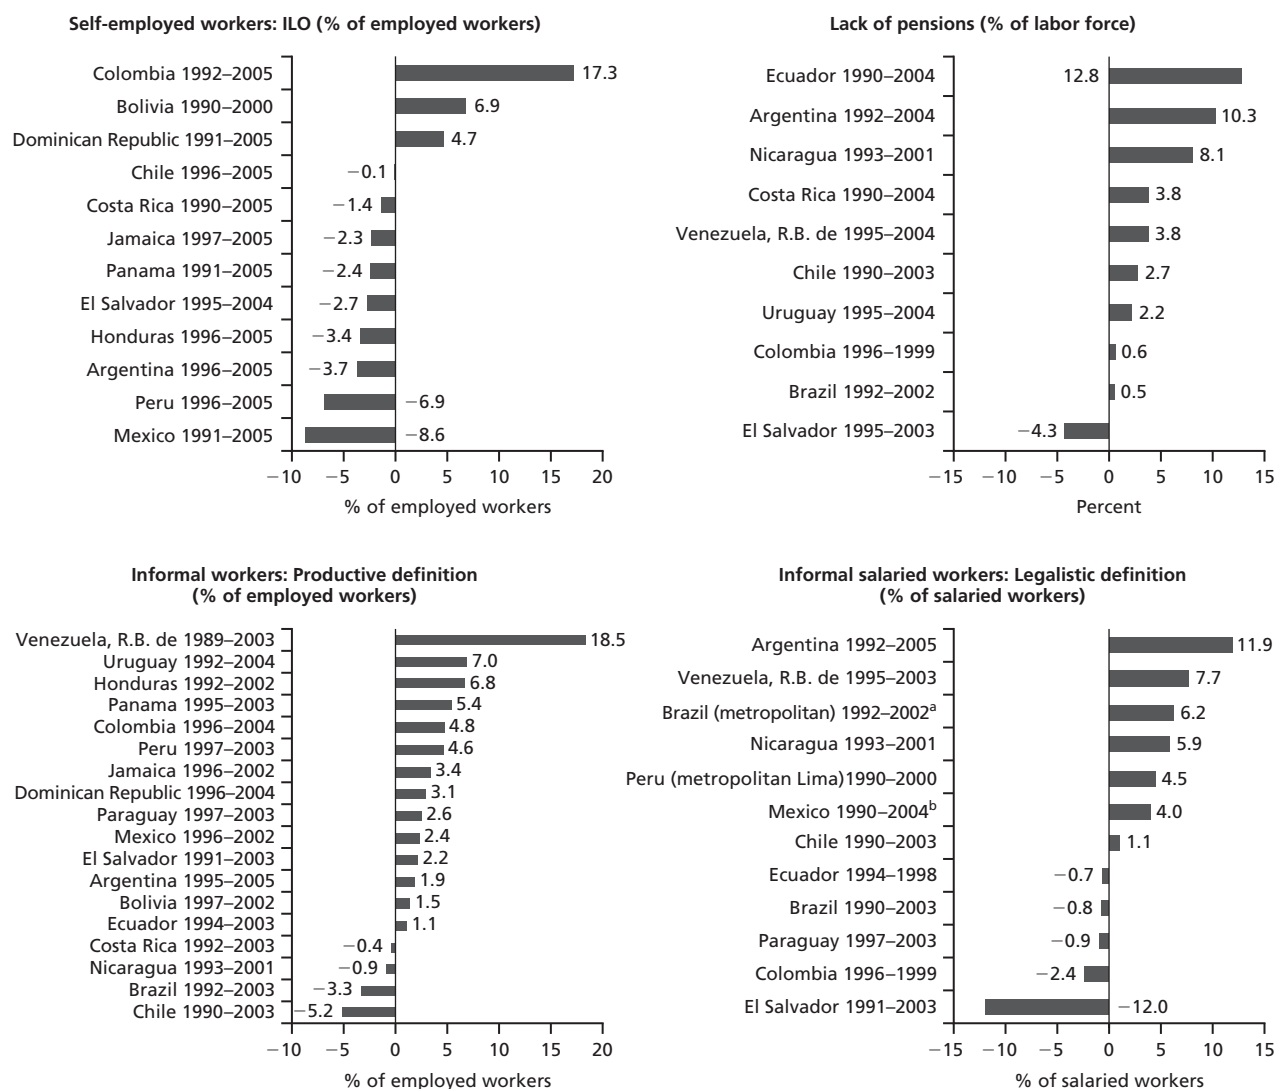 Self-employed workers: ILO (% of employed workers)
Colombia 1992–2005 17.3
Bolivia 1990–2000 6.9
Dominican Republic 1991–2005 4.7
Chile 1996–2005 −0.1
Costa Rica 1990–2005 −1.4
Jamaica 1997–2005 −2.3
Panama 1991–2005 −2.4
El Salvador 1995–2004 −2.7
Honduras 1996–2005 −3.4
Argentina 1996–2005 −3.7
Peru 1996–2005 −6.9
Mexico 1991–2005 −8.6
−10 −5 0 5 10 15 20
% of employed workers
Lack of pensions (% of labor force)
Ecuador 1990–2004 12.8
Argentina 1992–2004 10.3
Nicaragua 1993–2001 8.1
Costa Rica 1990–2004 3.8
Venezuela, R.B. de 1995–2004 3.8
Chile 1990–2003 2.7
Uruguay 1995–2004 2.2
Colombia 1996–1999 0.6
Brazil 1992–2002 0.5
El Salvador 1995–2003 −4.3
−15 −10 −5 0 5 10 15
Percent
Informal workers: Productive definition
(% of employed workers)
Venezuela, R.B. de 1989–2003 18.5
Uruguay 1992–2004 7.0
Honduras 1992–2002 6.8
Panama 1995–2003 5.4
Colombia 1996–2004 4.8
Peru 1997–2003 4.6
Jamaica 1996–2002 3.4
Dominican Republic 1996–2004 3.1
Paraguay 1997–2003 2.6
Mexico 1996–2002 2.4
El Salvador 1991–2003 2.2
Argentina 1995–2005 1.9
Bolivia 1997–2002 1.5
Ecuador 1994–2003 1.1
Costa Rica 1992–2003 −0.4
Nicaragua 1993–2001 −0.9
Brazil 1992–2003 −3.3
Chile 1990–2003 −5.2
−10 −5 0 5 10 15 20
% of employed workers
Informal salaried workers: Legalistic definition
(% of salaried workers)
Argentina 1992–2005 11.9
Venezuela, R.B. de 1995–2003 7.7
Brazil (metropolitan) 1992–2002ᵃ 6.2
Nicaragua 1993–2001 5.9
Peru (metropolitan Lima)1990–2000 4.5
Mexico 1990–2004ᵇ 4.0
Chile 1990–2003 1.1
Ecuador 1994–1998 −0.7
Brazil 1990–2003 −0.8
Paraguay 1997–2003 −0.9
Colombia 1996–1999 −2.4
El Salvador 1991–2003 −12.0
−15 −10 −5 0 5 10 15
% of salaried workers